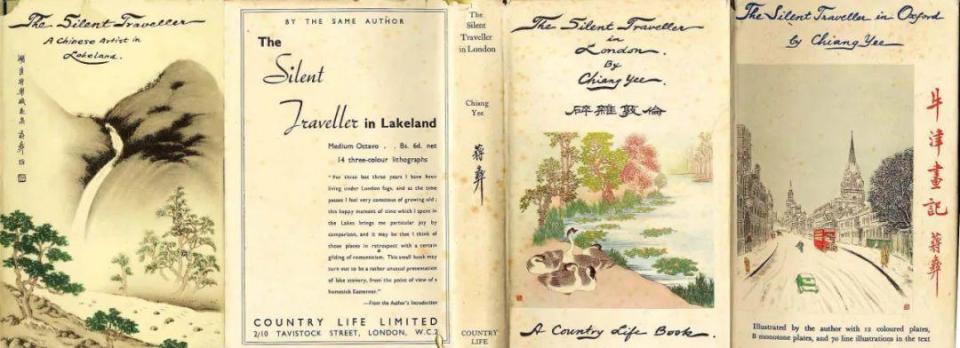 The Silent Traveller
A Chinese Artist in
Lakeland.
BY THE SAME AUTHOR
The
Silent
Traveller in Lakeland
Medium Octavo . . 8s. 6d. net
14 three-colour lithographs
"For three but three years I have been
living under London fogs, and as the time
passes I feel very conscious of growing old ;
this happy moment of time which I spent in
the Lakes brings me particular joy by
comparison, and it may be that I think of
those places in retrospect with a certain
gilding of romanticism. This small book may
turn out to be a rather unusual presentation
of lake scenery, from the point of view of a
homesick Easterner."
—From the Author's Introduction
COUNTRY LIFE LIMITED
2/10 TAVISTOCK STREET, LONDON, W.C.2
The
Silent
Traveller
in London
Chiang
Yee
蔣彝
COUNTRY
LIFE
The Silent Traveller
in
London.
By
Chiang Yee.
倫敦雜碎
A Country Life Book.
The Silent Traveller in Oxford
by Chiang Yee
牛津畫記 蔣彝
Illustrated by the author with 12 coloured plates,
8 monotone plates, and 70 line illustrations in the text